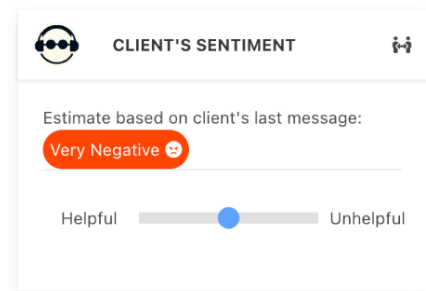 CLIENT'S SENTIMENT
Estimate based on client's last message:
Very Negative
Helpful Unhelpful